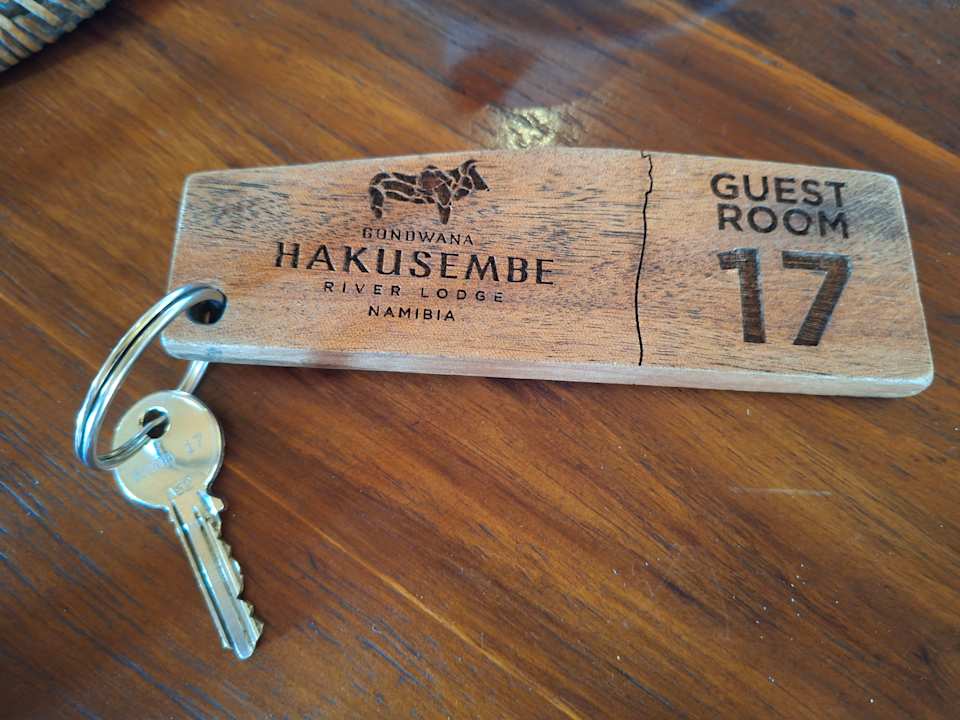 GONDWANA
HAKUSEMBE
RIVER LODGE
NAMIBIA
GUEST
ROOM
17
17